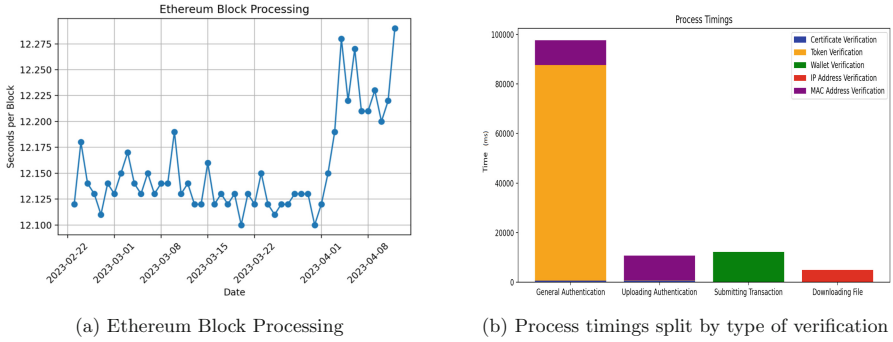 Ethereum Block Processing
Seconds per Block
12.275
12.250
12.225
12.200
12.175
12.150
12.125
12.100
2023-02-22
2023-03-01
2023-03-08
2023-03-15
2023-03-22
2023-04-01
2023-04-08
Date
(a) Ethereum Block Processing
Process Timings
Time (ms)
100000
80000
60000
40000
20000
0
Certificate Verification
Token Verification
Wallet Verification
IP Address Verification
MAC Address Verification
General Authentication
Uploading Authentication
Submitting Transaction
Downloading File
(b) Process timings split by type of verification